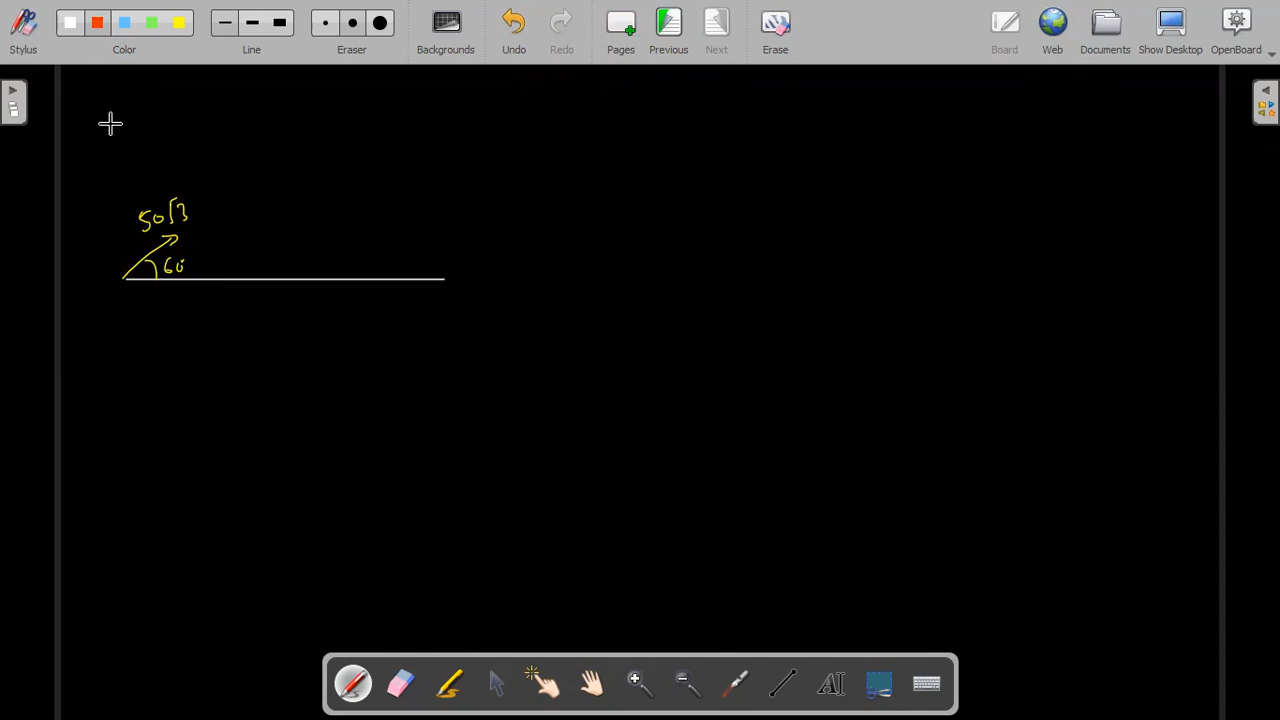 Stylus Color Line Eraser Backgrounds Undo Redo Pages Previous Next Erase Board Web Documents Show Desktop OpenBoard
50√3
60